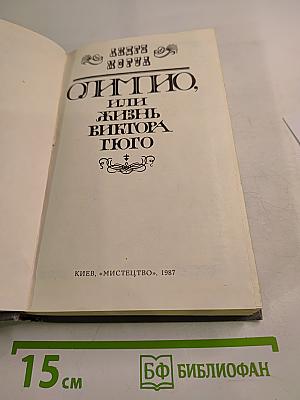 АНДРЕ
МОРУА
ОЛИМПИО,
ИЛИ
ЖИЗНЬ
ВИКТОРА
ГЮГО
КИЕВ, «МИСТЕЦТВО», 1987
15 см
БФ БИБЛИОФАН